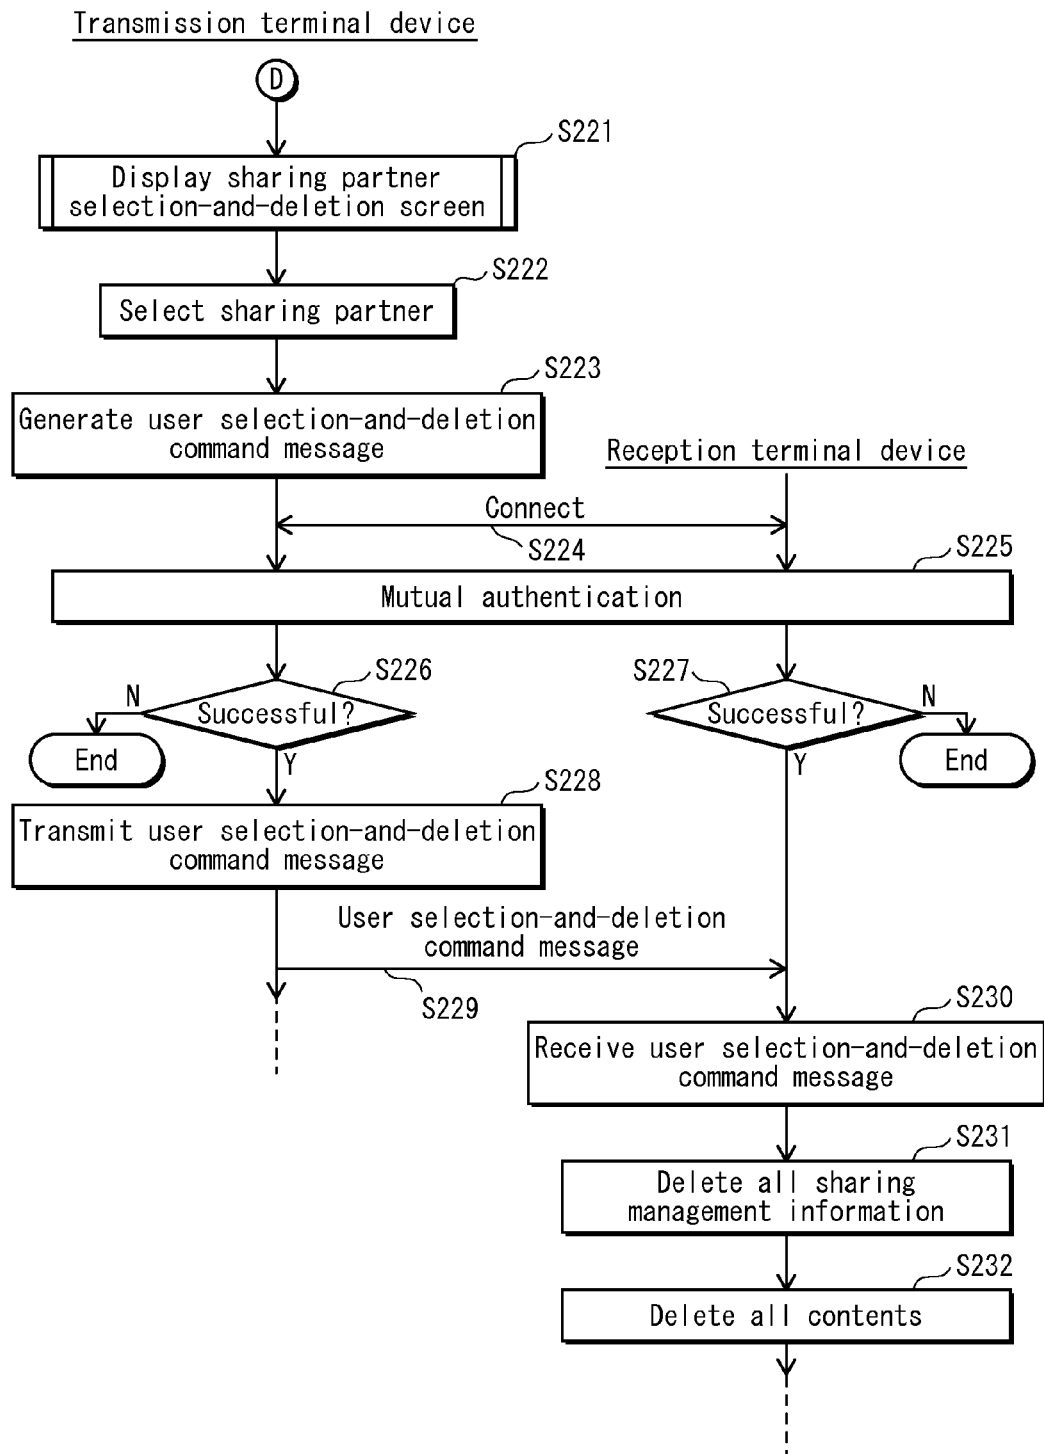 Transmission terminal device
D
S221
Display sharing partner
selection-and-deletion screen
S222
Select sharing partner
S223
Generate user selection-and-deletion
command message
Reception terminal device
Connect
S224
S225
Mutual authentication
S226
N
Successful?
Y
End
S227
Successful?
N
Y
End
S228
Transmit user selection-and-deletion
command message
User selection-and-deletion
command message
S229
S230
Receive user selection-and-deletion
command message
S231
Delete all sharing
management information
S232
Delete all contents